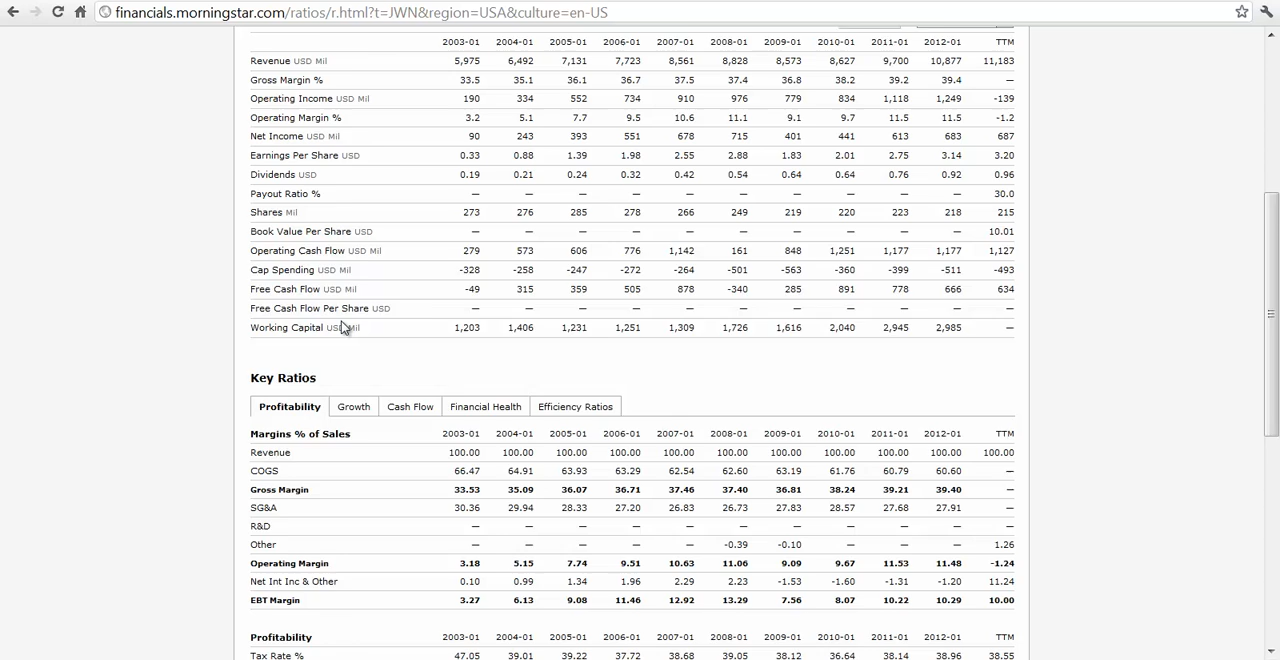 financials.morningstar.com/ratios/r.html?t=JWN&region=USA&culture=en-US
2003-01 2004-01 2005-01 2006-01 2007-01 2008-01 2009-01 2010-01 2011-01 2012-01 TTM
Revenue USD Mil 5,975 6,492 7,131 7,723 8,561 8,828 8,573 8,627 9,700 10,877 11,183
Gross Margin % 33.5 35.1 36.1 36.7 37.5 37.4 36.8 38.2 39.2 39.4 —
Operating Income USD Mil 190 334 552 734 910 976 779 834 1,118 1,249 -139
Operating Margin % 3.2 5.1 7.7 9.5 10.6 11.1 9.1 9.7 11.5 11.5 -1.2
Net Income USD Mil 90 243 393 551 678 715 401 441 613 683 687
Earnings Per Share USD 0.33 0.88 1.39 1.98 2.55 2.88 1.83 2.01 2.75 3.14 3.20
Dividends USD 0.19 0.21 0.24 0.32 0.42 0.54 0.64 0.64 0.76 0.92 0.96
Payout Ratio % — — — — — — — — — — 30.0
Shares Mil 273 276 285 278 266 249 219 220 223 218 215
Book Value Per Share USD — — — — — — — — — — 10.01
Operating Cash Flow USD Mil 279 573 606 776 1,142 161 848 1,251 1,177 1,177 1,127
Cap Spending USD Mil -328 -258 -247 -272 -264 -501 -563 -360 -399 -511 -493
Free Cash Flow USD Mil -49 315 359 505 878 -340 285 891 778 666 634
Free Cash Flow Per Share USD — — — — — — — — — — —
Working Capital USD Mil 1,203 1,406 1,231 1,251 1,309 1,726 1,616 2,040 2,945 2,985 —
Key Ratios
Profitability Growth Cash Flow Financial Health Efficiency Ratios
Margins % of Sales 2003-01 2004-01 2005-01 2006-01 2007-01 2008-01 2009-01 2010-01 2011-01 2012-01 TTM
Revenue 100.00 100.00 100.00 100.00 100.00 100.00 100.00 100.00 100.00 100.00 100.00
COGS 66.47 64.91 63.93 63.29 62.54 62.60 63.19 61.76 60.79 60.60 —
Gross Margin 33.53 35.09 36.07 36.71 37.46 37.40 36.81 38.24 39.21 39.40 —
SG&A 30.36 29.94 28.33 27.20 26.83 26.73 27.83 28.57 27.68 27.91 —
R&D — — — — — — — — — — —
Other — — — — — -0.39 -0.10 — — — 1.26
Operating Margin 3.18 5.15 7.74 9.51 10.63 11.06 9.09 9.67 11.53 11.48 -1.24
Net Int Inc & Other 0.10 0.99 1.34 1.96 2.29 2.23 -1.53 -1.60 -1.31 -1.20 11.24
EBT Margin 3.27 6.13 9.08 11.46 12.92 13.29 7.56 8.07 10.22 10.29 10.00
Profitability 2003-01 2004-01 2005-01 2006-01 2007-01 2008-01 2009-01 2010-01 2011-01 2012-01 TTM
Tax Rate % 47.05 39.01 39.22 37.72 38.68 39.05 38.12 36.64 38.14 38.96 38.55